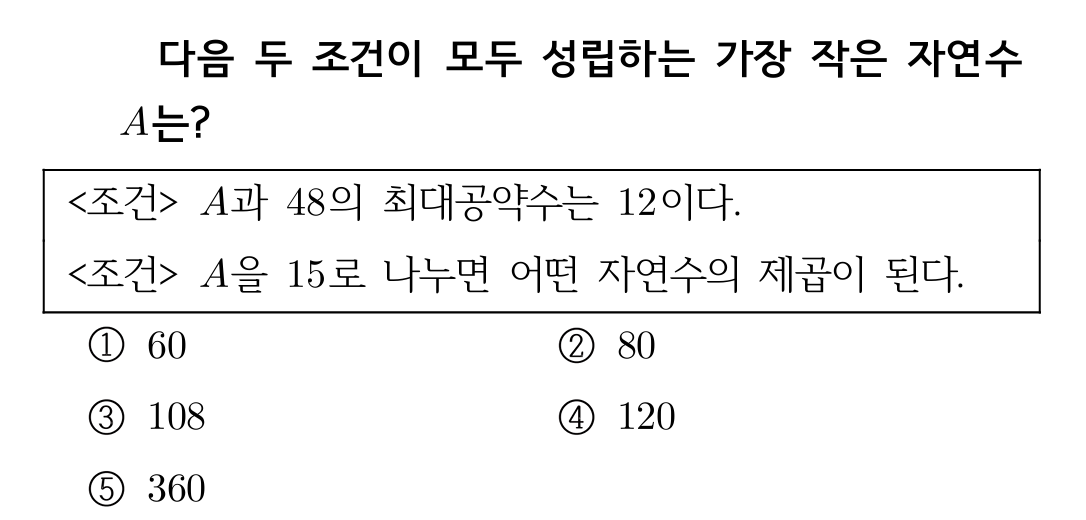 다음 두 조건이 모두 성립하는 가장 작은 자연수
A는?
<조건> A과 48의 최대공약수는 12이다.
<조건> A을 15로 나누면 어떤 자연수의 제곱이 된다.
① 60 ② 80
③ 108 ④ 120
⑤ 360